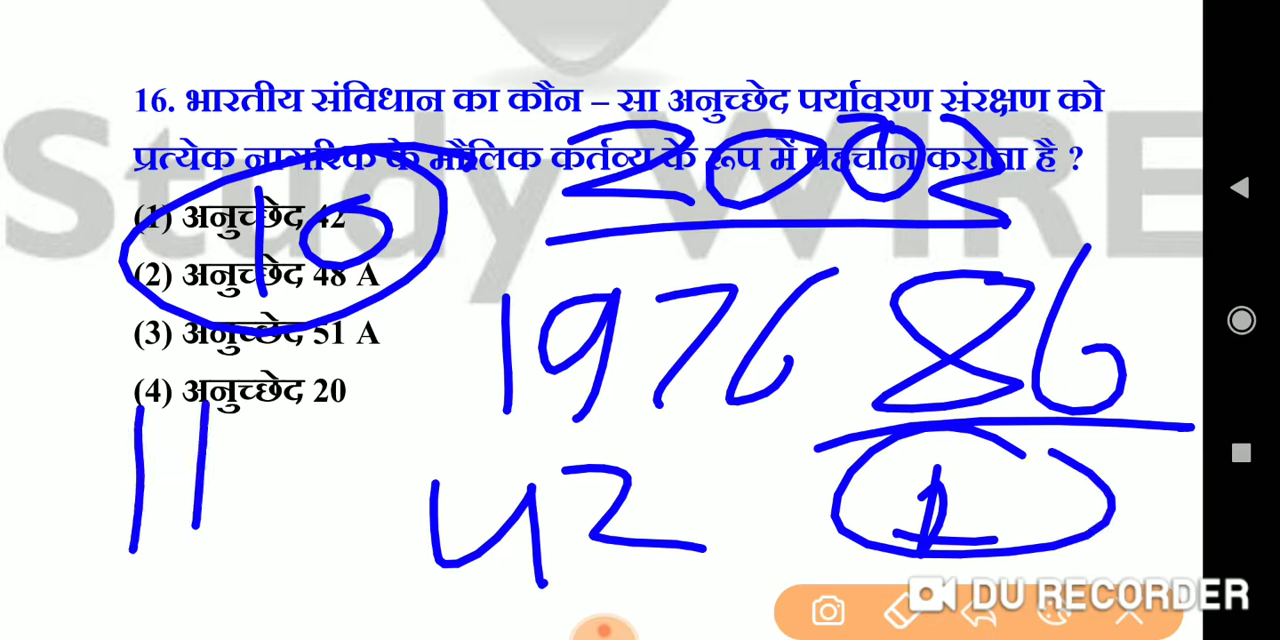 16. भारतीय संविधान का कौन – सा अनुच्छेद पर्यावरण संरक्षण को
प्रत्येक नागरिक के मौलिक कर्तव्य के रूप में पहचान कराता है ?
2002
(1) अनुच्छेद 42
10
(2) अनुच्छेद 48 A
(3) अनुच्छेद 51 A
1976 86
(4) अनुच्छेद 20
11 42 1
Study WIRE
DU RECORDER